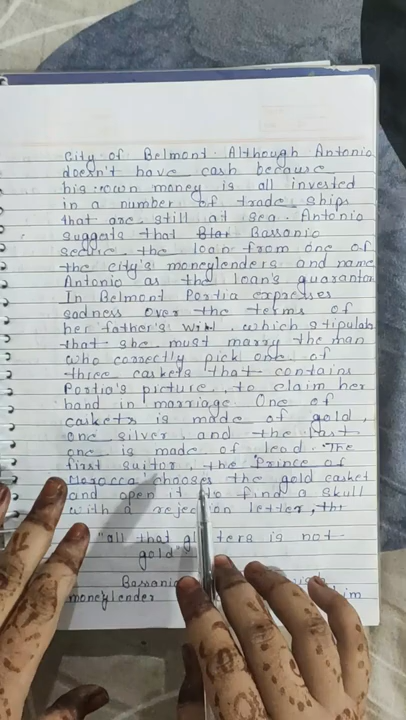 City of Belmont. Although Antonio
doesn't have cash because
his own money is all invested
in a number of trade ships
that are still at sea. Antonio
suggests that Bassonio
secure the loan from one of
the city's moneylenders and name
Antonio as the loan's guarantor
In Belmont Portia expresses
sadness over the terms of
her father's will, which stipulat
that she must marry the man
who correctly pick one of
three caskets that contains
Portia's picture, to claim her
hand in marriage. One of
caskets is made of gold,
one silver, and the last
one is made of lead. The
first suitor, the Prince of
Morocco chooses the gold casket
and open it to find a skull
with a rejection letter, the
"all that glitters is not
gold
Bassanio
moneylender him